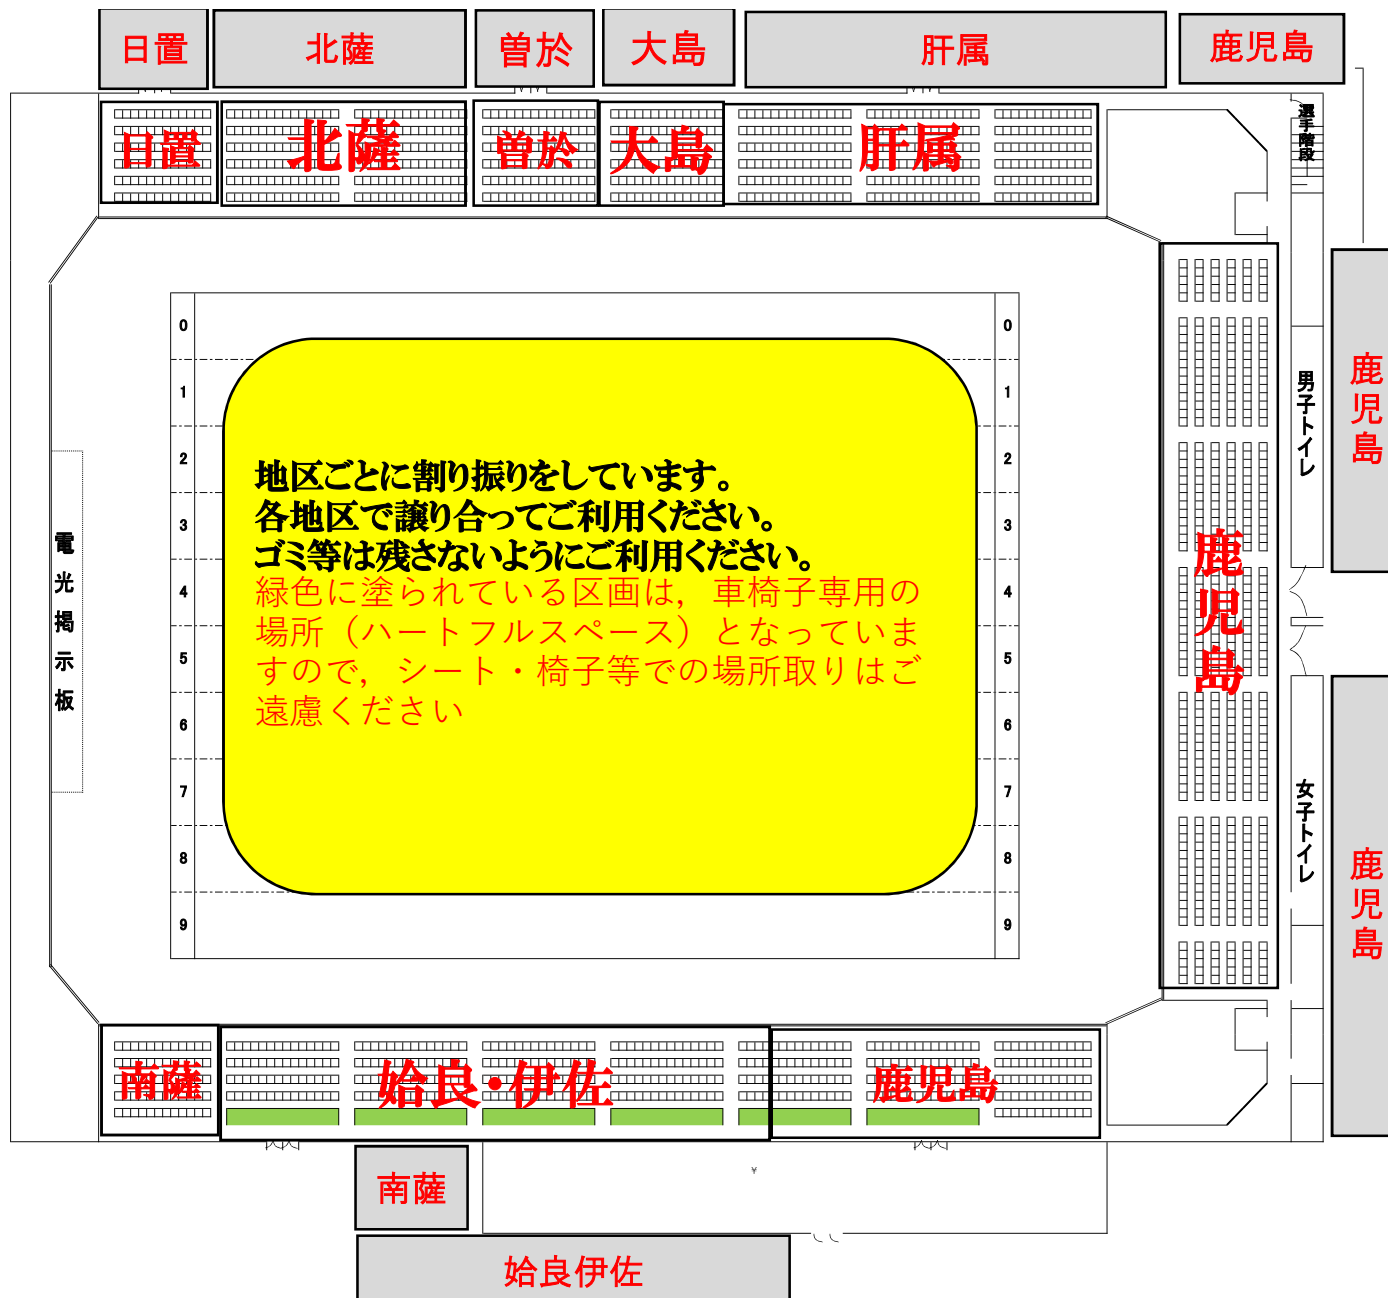 日置
北薩
曽於
大島
肝属
鹿児島
日置
北薩
曽於
大島
肝属
選手階段
0
1
2
3
4
5
6
7
8
9
0
1
2
3
4
5
6
7
8
9
地区ごとに割り振りをしています。
各地区で譲り合ってご利用ください。
ゴミ等は残さないようにご利用ください。
緑色に塗られている区画は，車椅子専用の
場所（ハートフルスペース）となっていま
すので，シート・椅子等での場所取りはご
遠慮ください
電光掲示板
鹿児島
男子トイレ
女子トイレ
鹿児島
鹿児島
南薩
姶良・伊佐
鹿児島
南薩
姶良伊佐
¥